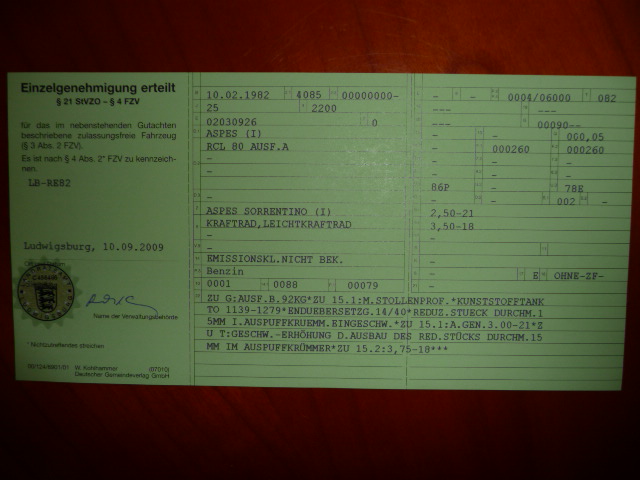 Einzelgenehmigung erteilt
§ 21 StVZO – § 4 FZV
für das im nebenstehenden Gutachten
beschriebene zulassungsfreie Fahrzeug
(§ 3 Abs. 2 FZV).
Es ist nach § 4 Abs. 2* FZV zu kennzeich-
nen.
LB-RE82
Ludwigsburg, 10.09.2009
Name der Verwaltungsbehörde
* Nichtzutreffendes streichen
W. Kohlhammer (07010)
Deutscher Gemeindeverlag GmbH
10.02.1982 4085 00000000-
25 2200
02030926 0
ASPES (I)
RCL 80 AUSF.A
-
-
-
ASPES SORRENTINO (I)
KRAFTRAD,LEICHTKRAFTRAD
-
-
EMISSIONSKL.NICHT BEK.
Benzin
0001 0088 00079
- - - 0004/06000 082
--- ---
--- 00090--
- - 000,05
- 000260 000260
- - -
- - -
86P - 78E
- - 002 -
2,50-21
3,50-18
-
-
-
- E OHNE-ZF-
-
ZU G:AUSF.B.92KG*ZU 15.1:M.STOLLENPROF.*KUNSTSTOFFTANK
TO 1139-1279*ENDUEBERSETZG.14/40*REDUZ.STUECK DURCHM.1
5MM I.AUSPUFFKRUEMM.EINGESCHW.*ZU 15.1:A.GEN.3.00-21*Z
U T:GESCHW.-ERHÖHUNG D.AUSBAU DES RED.STÜCKS DURCHM.15
MM IM AUSPUFFKRÜMMER*ZU 15.2:3,75-18***